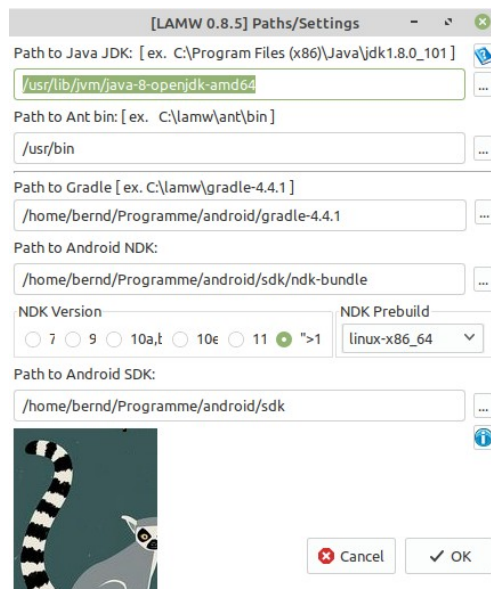 [LAMW 0.8.5] Paths/Settings
Path to Java JDK: [ ex. C:\Program Files (x86)\Java\jdk1.8.0_101 ]
/usr/lib/jvm/java-8-openjdk-amd64
...
Path to Ant bin: [ ex. C:\lamw\ant\bin ]
/usr/bin
...
Path to Gradle [ ex. C:\lamw\gradle-4.4.1 ]
/home/bernd/Programme/android/gradle-4.4.1
...
Path to Android NDK:
/home/bernd/Programme/android/sdk/ndk-bundle
...
NDK Version NDK Prebuild
7 9 10a,b 10e 11 ">1 linux-x86_64
Path to Android SDK:
/home/bernd/Programme/android/sdk
...
Cancel OK